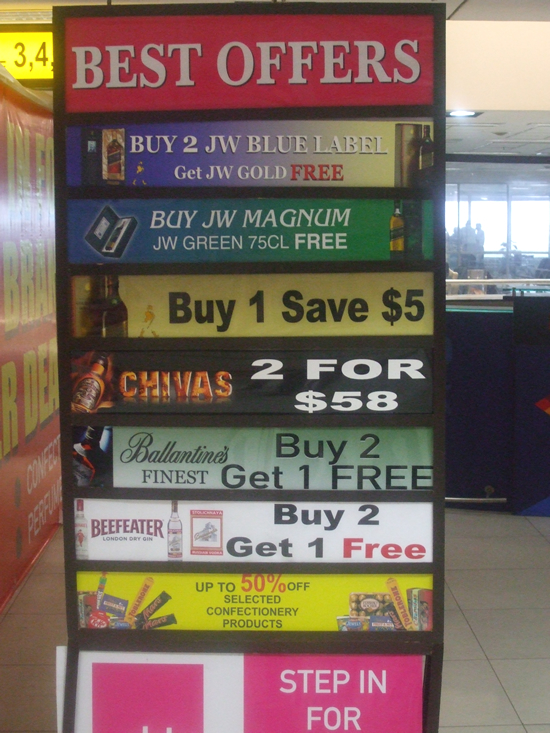 3,4,
BEST OFFERS
BUY 2 JW BLUE LABEL
Get JW GOLD FREE
BUY JW MAGNUM
JW GREEN 75CL FREE
Buy 1 Save $5
CHIVAS
2 FOR
$58
Ballantine's
FINEST
Buy 2
Get 1 FREE
BEEFEATER
LONDON DRY GIN
Buy 2
Get 1 Free
UP TO 50% OFF
SELECTED
CONFECTIONERY
PRODUCTS
STEP IN
FOR